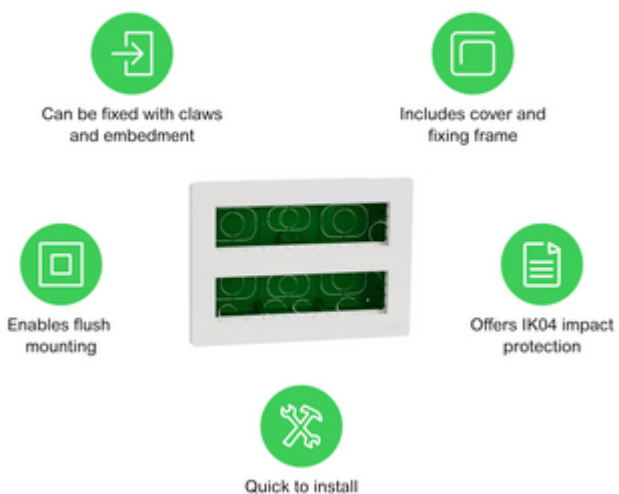 Can be fixed with claws
and embedment
Includes cover and
fixing frame
Enables flush
mounting
Offers IK04 impact
protection
Quick to install